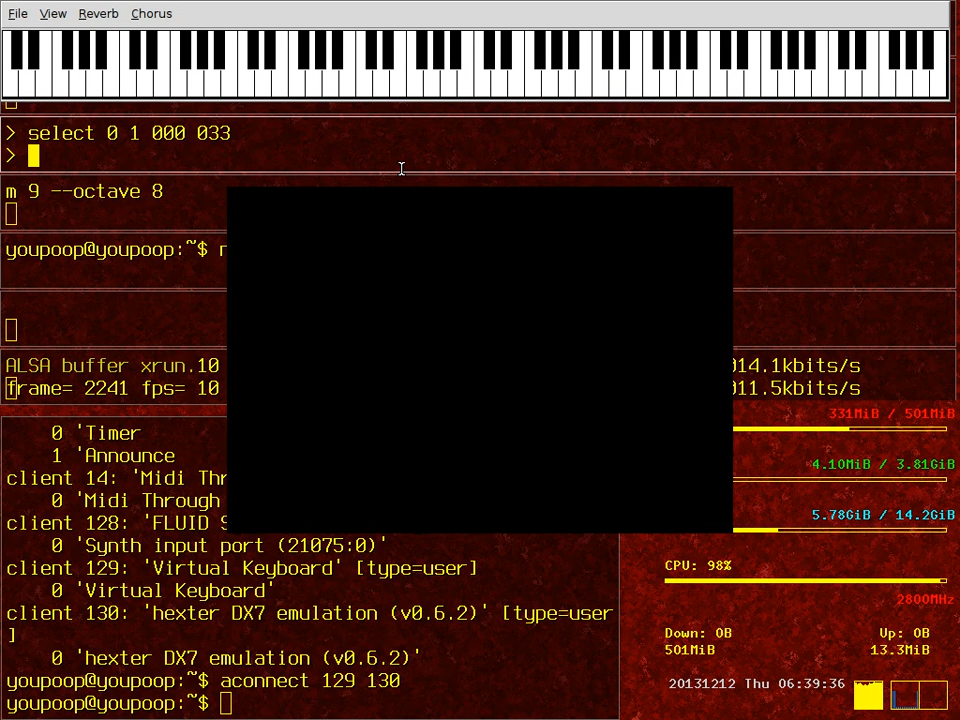 File View Reverb Chorus
> select 0 1 000 033
>
m 9 --octave 8
youpoop@youpoop:~$
ALSA buffer xrun.10 014.1kbits/s
frame= 2241 fps= 10 011.5kbits/s
331MiB / 501MiB
0 'Timer
1 'Announce
4.10MiB / 3.81GiB
client 14: 'Midi Thr
0 'Midi Through
5.78GiB / 14.2GiB
client 128: 'FLUID S
0 'Synth input port (21075:0)'
client 129: 'Virtual Keyboard' [type=user]
CPU: 98%
0 'Virtual Keyboard'
2800MHz
client 130: 'hexter DX7 emulation (v0.6.2)' [type=user
]
Down: 0B Up: 0B
501MiB 13.3MiB
0 'hexter DX7 emulation (v0.6.2)'
youpoop@youpoop:~$ aconnect 129 130
20131212 Thu 06:39:36
youpoop@youpoop:~$